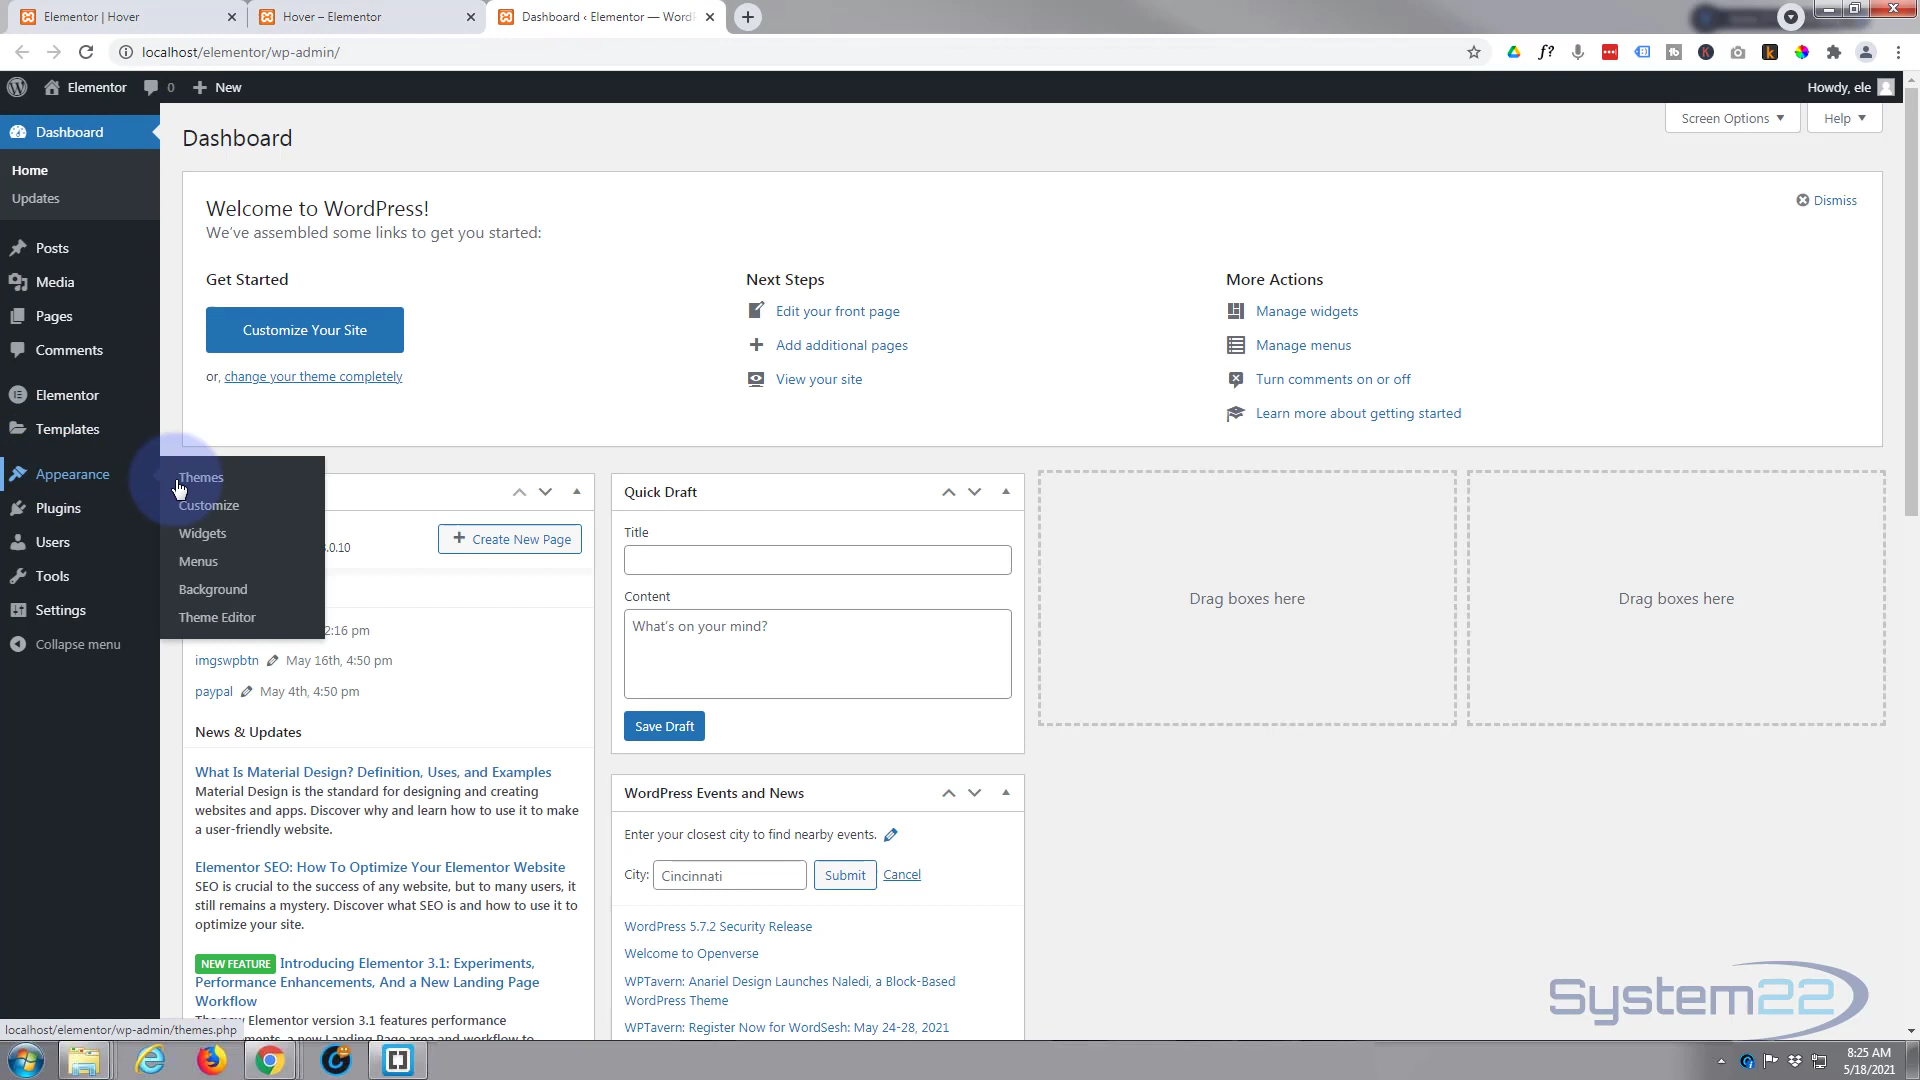 Elementor | Hover
Hover – Elementor
Dashboard ‹ Elementor — Word
localhost/elementor/wp-admin/
Elementor
0
New
Howdy, ele
Dashboard
Home
Updates
Posts
Media
Pages
Comments
Elementor
Templates
Appearance
Plugins
Users
Tools
Settings
Collapse menu
Themes
Customize
Widgets
Menus
Background
Theme Editor
Dashboard
Screen Options
Help
Welcome to WordPress!
We've assembled some links to get you started:
Dismiss
Get Started
Customize Your Site
or, change your theme completely
Next Steps
Edit your front page
Add additional pages
View your site
More Actions
Manage widgets
Manage menus
Turn comments on or off
Learn more about getting started
.0.10
Create New Page
2:16 pm
imgswpbtn May 16th, 4:50 pm
paypal May 4th, 4:50 pm
News & Updates
What Is Material Design? Definition, Uses, and Examples
Material Design is the standard for designing and creating
websites and apps. Discover why and learn how to use it to make
a user-friendly website.
Elementor SEO: How To Optimize Your Elementor Website
SEO is crucial to the success of any website, but to many users, it
still remains a mystery. Discover what SEO is and how to use it to
optimize your site.
NEW FEATURE Introducing Elementor 3.1: Experiments,
Performance Enhancements, And a New Landing Page
Workflow
The new Elementor version 3.1 features performance
ments, a new Landing Page area and workflow to
Quick Draft
Title
Content
What's on your mind?
Save Draft
WordPress Events and News
Enter your closest city to find nearby events.
City: Cincinnati Submit Cancel
WordPress 5.7.2 Security Release
Welcome to Openverse
WPTavern: Anariel Design Launches Naledi, a Block-Based
WordPress Theme
WPTavern: Register Now for WordSesh: May 24-28, 2021
Drag boxes here
Drag boxes here
System22
localhost/elementor/wp-admin/themes.php
8:25 AM
5/18/2021